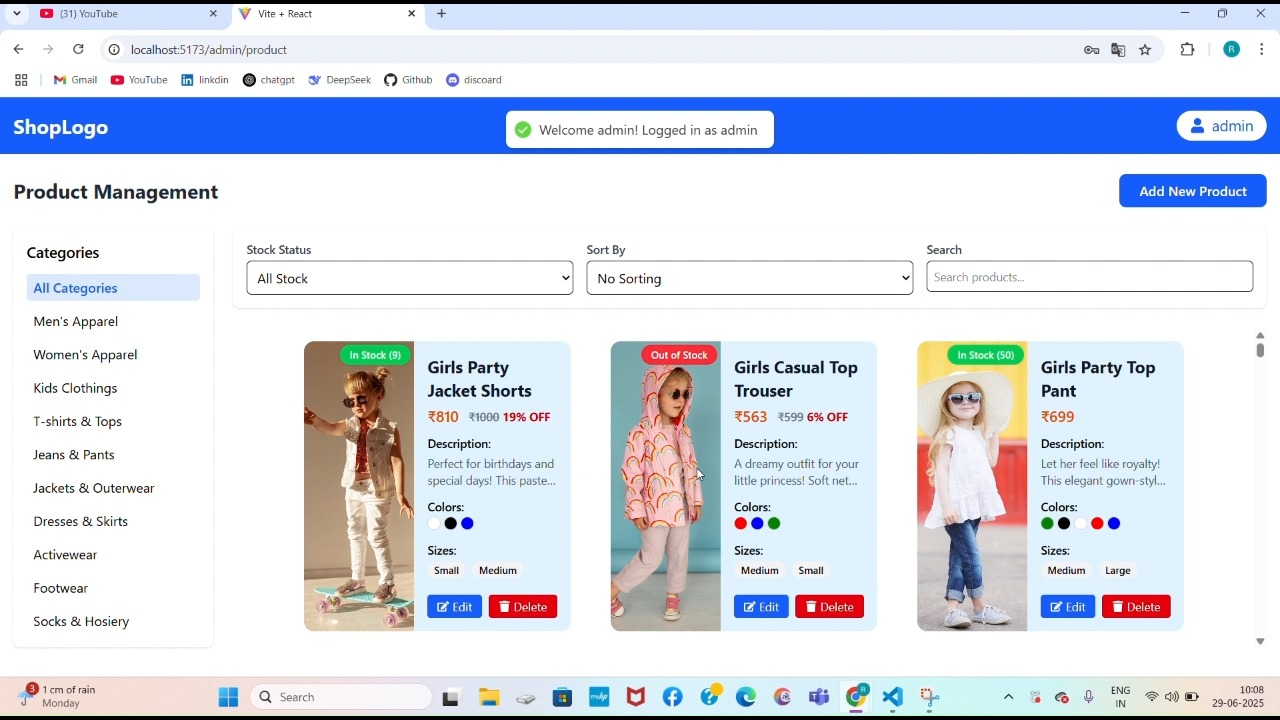 (31) YouTube
Vite + React
localhost:5173/admin/product
Gmail
YouTube
linkdin
chatgpt
DeepSeek
Github
discoard
R
ShopLogo
Welcome admin! Logged in as admin
admin
Product Management
Add New Product
Categories
All Categories
Men's Apparel
Women's Apparel
Kids Clothings
T-shirts & Tops
Jeans & Pants
Jackets & Outerwear
Dresses & Skirts
Activewear
Footwear
Socks & Hosiery
Stock Status
All Stock
Sort By
No Sorting
Search
Search products...
In Stock (9)
Girls Party
Jacket Shorts
₹810 ₹1000 19% OFF
Description:
Perfect for birthdays and
special days! This paste...
Colors:
Sizes:
Small Medium
Edit Delete
Out of Stock
Girls Casual Top
Trouser
₹563 ₹599 6% OFF
Description:
A dreamy outfit for your
little princess! Soft net...
Colors:
Sizes:
Medium Small
Edit Delete
In Stock (50)
Girls Party Top
Pant
₹699
Description:
Let her feel like royalty!
This elegant gown-styl...
Colors:
Sizes:
Medium Large
Edit Delete
3
1 cm of rain
Monday
Search
myhp
ENG
IN
10:08
29-06-2025